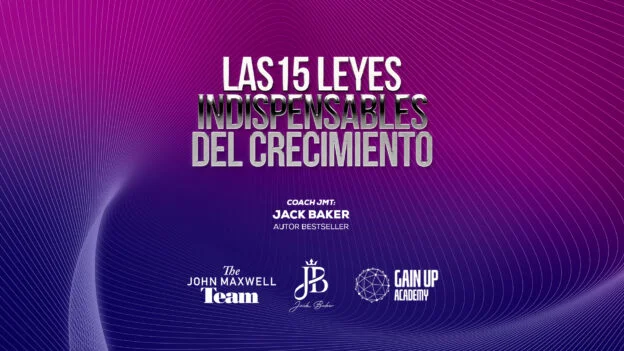 LAS 15 LEYES
INDISPENSABLES
DEL CRECIMIENTO
COACH JMT:
JACK BAKER
AUTOR BESTSELLER
The
JOHN MAXWELL
Team
JB
Jack Baker
GAIN UP
ACADEMY